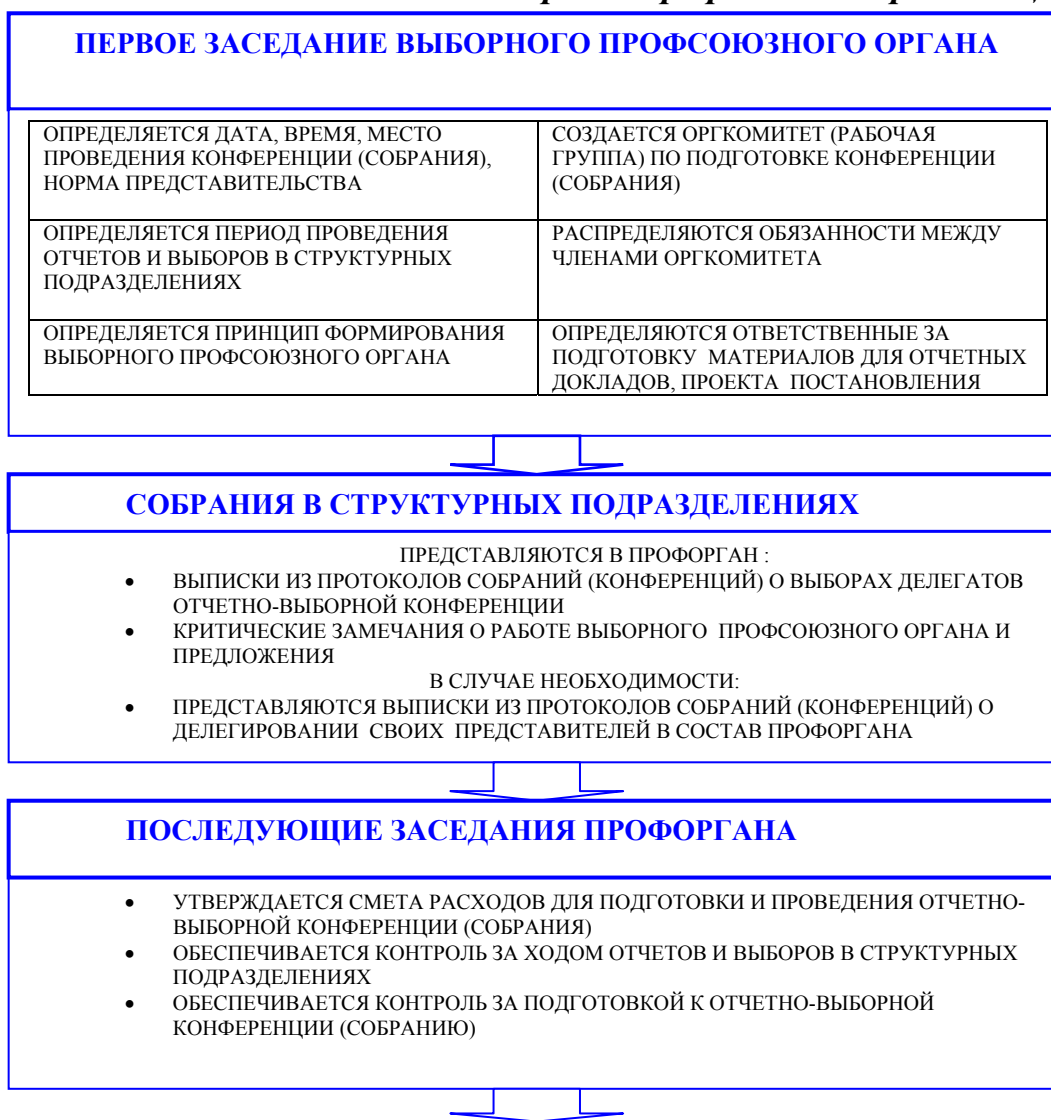 ПЕРВОЕ ЗАСЕДАНИЕ ВЫБОРНОГО ПРОФСОЮЗНОГО ОРГАНА
ОПРЕДЕЛЯЕТСЯ ДАТА, ВРЕМЯ, МЕСТО
ПРОВЕДЕНИЯ КОНФЕРЕНЦИИ (СОБРАНИЯ),
НОРМА ПРЕДСТАВИТЕЛЬСТВА
СОЗДАЕТСЯ ОРГКОМИТЕТ (РАБОЧАЯ
ГРУППА) ПО ПОДГОТОВКЕ КОНФЕРЕНЦИИ
(СОБРАНИЯ)
ОПРЕДЕЛЯЕТСЯ ПЕРИОД ПРОВЕДЕНИЯ
ОТЧЕТОВ И ВЫБОРОВ В СТРУКТУРНЫХ
ПОДРАЗДЕЛЕНИЯХ
РАСПРЕДЕЛЯЮТСЯ ОБЯЗАННОСТИ МЕЖДУ
ЧЛЕНАМИ ОРГКОМИТЕТА
ОПРЕДЕЛЯЕТСЯ ПРИНЦИП ФОРМИРОВАНИЯ
ВЫБОРНОГО ПРОФСОЮЗНОГО ОРГАНА
ОПРЕДЕЛЯЮТСЯ ОТВЕТСТВЕННЫЕ ЗА
ПОДГОТОВКУ МАТЕРИАЛОВ ДЛЯ ОТЧЕТНЫХ
ДОКЛАДОВ, ПРОЕКТА ПОСТАНОВЛЕНИЯ
СОБРАНИЯ В СТРУКТУРНЫХ ПОДРАЗДЕЛЕНИЯХ
ПРЕДСТАВЛЯЮТСЯ В ПРОФОРГАН :
• ВЫПИСКИ ИЗ ПРОТОКОЛОВ СОБРАНИЙ (КОНФЕРЕНЦИЙ) О ВЫБОРАХ ДЕЛЕГАТОВ
ОТЧЕТНО-ВЫБОРНОЙ КОНФЕРЕНЦИИ
• КРИТИЧЕСКИЕ ЗАМЕЧАНИЯ О РАБОТЕ ВЫБОРНОГО ПРОФСОЮЗНОГО ОРГАНА И
ПРЕДЛОЖЕНИЯ
В СЛУЧАЕ НЕОБХОДИМОСТИ:
• ПРЕДСТАВЛЯЮТСЯ ВЫПИСКИ ИЗ ПРОТОКОЛОВ СОБРАНИЙ (КОНФЕРЕНЦИЙ) О
ДЕЛЕГИРОВАНИИ СВОИХ ПРЕДСТАВИТЕЛЕЙ В СОСТАВ ПРОФОРГАНА
ПОСЛЕДУЮЩИЕ ЗАСЕДАНИЯ ПРОФОРГАНА
• УТВЕРЖДАЕТСЯ СМЕТА РАСХОДОВ ДЛЯ ПОДГОТОВКИ И ПРОВЕДЕНИЯ ОТЧЕТНО-
ВЫБОРНОЙ КОНФЕРЕНЦИИ (СОБРАНИЯ)
• ОБЕСПЕЧИВАЕТСЯ КОНТРОЛЬ ЗА ХОДОМ ОТЧЕТОВ И ВЫБОРОВ В СТРУКТУРНЫХ
ПОДРАЗДЕЛЕНИЯХ
• ОБЕСПЕЧИВАЕТСЯ КОНТРОЛЬ ЗА ПОДГОТОВКОЙ К ОТЧЕТНО-ВЫБОРНОЙ
КОНФЕРЕНЦИИ (СОБРАНИЮ)